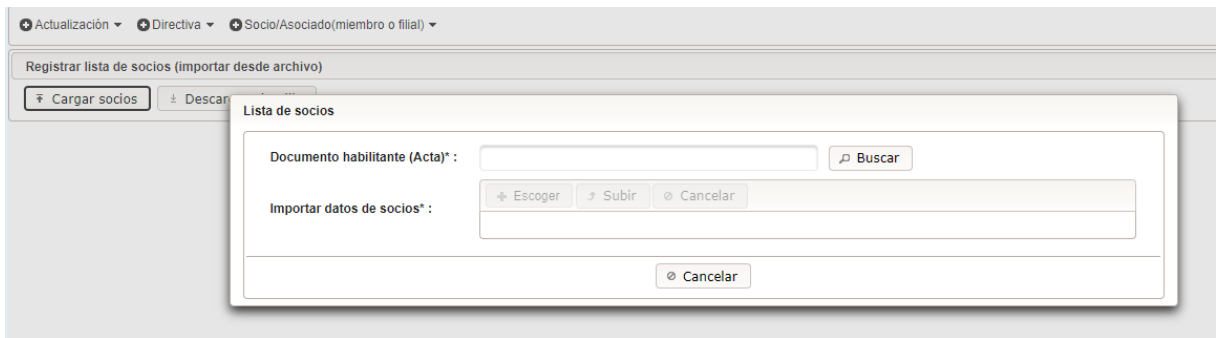 Actualización Directiva Socio/Asociado(miembro o filial)
Registrar lista de socios (importar desde archivo)
Cargar socios Descar
Lista de socios
Documento habilitante (Acta)* : Buscar
Escoger Subir Cancelar
Importar datos de socios* :
Cancelar